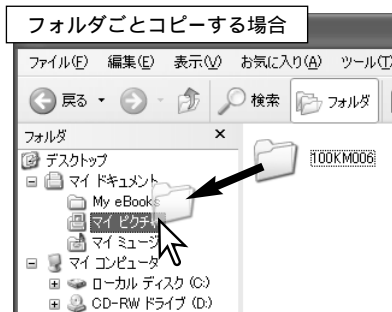 フォルダごとコピーする場合
ファイル(F) 編集(E) 表示(V) お気に入り(A) ツール(T)
戻る 検索 フォルダ
フォルダ ×
デスクトップ
マイ ドキュメント
My eBooks
マイ ピクチャ
マイ ミュージ
マイ コンピュータ
ローカル ディスク (C:)
CD-RW ドライブ (D:)
100KM006